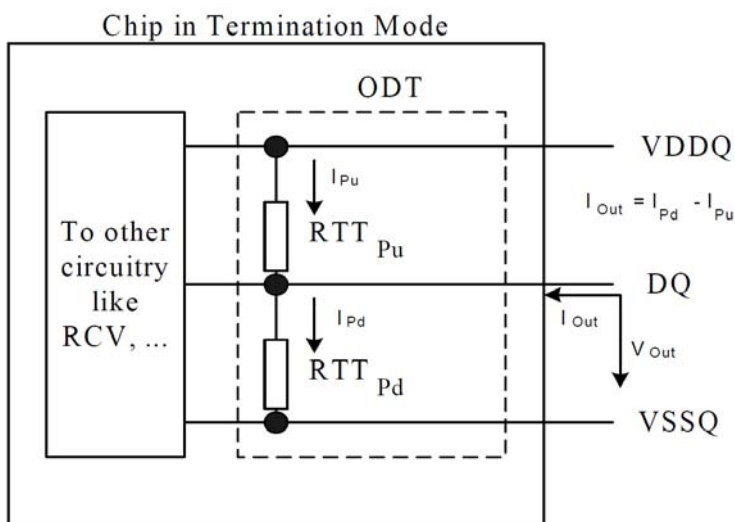 Chip in Termination Mode
ODT
VDDQ
I Pu
I Out = I Pd - I Pu
To other
circuitry
like
RCV, ...
RTT Pu
DQ
I Out
I Pd
V Out
RTT Pd
VSSQ